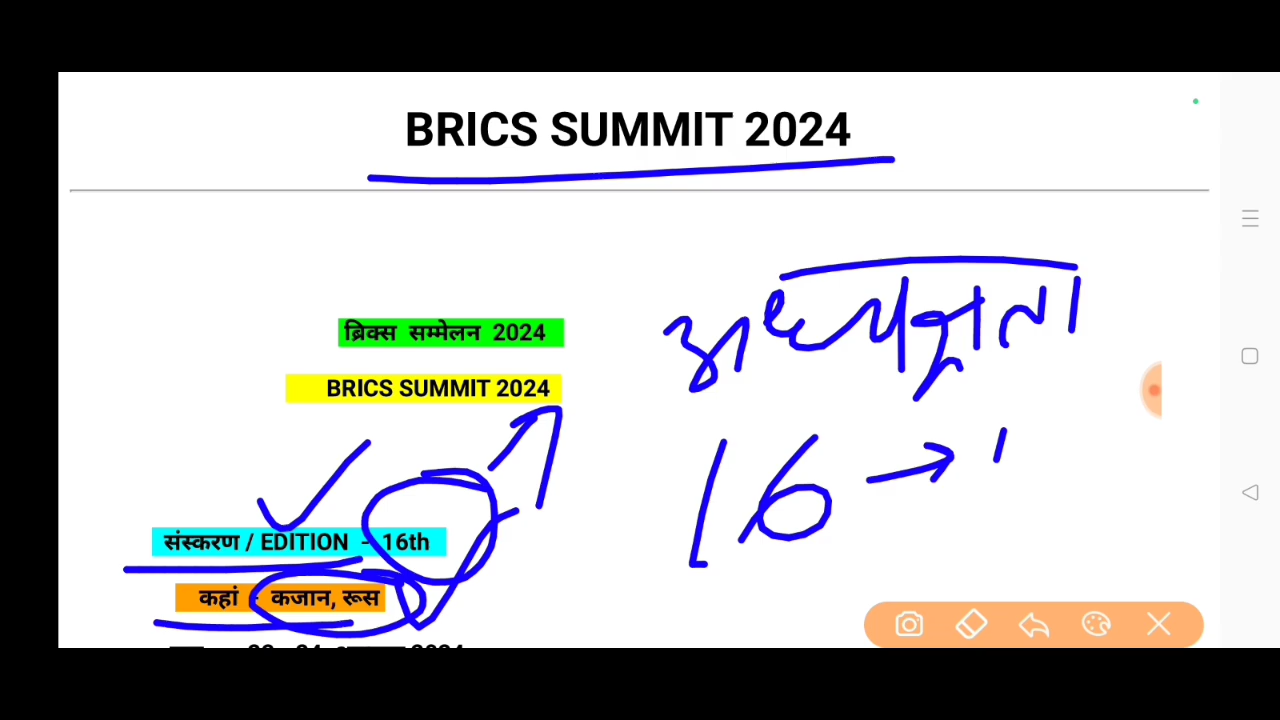 BRICS SUMMIT 2024
ब्रिक्स सम्मेलन 2024
BRICS SUMMIT 2024
अध्यक्षता
16 →
संस्करण / EDITION - 16th
कहां - कजान, रूस